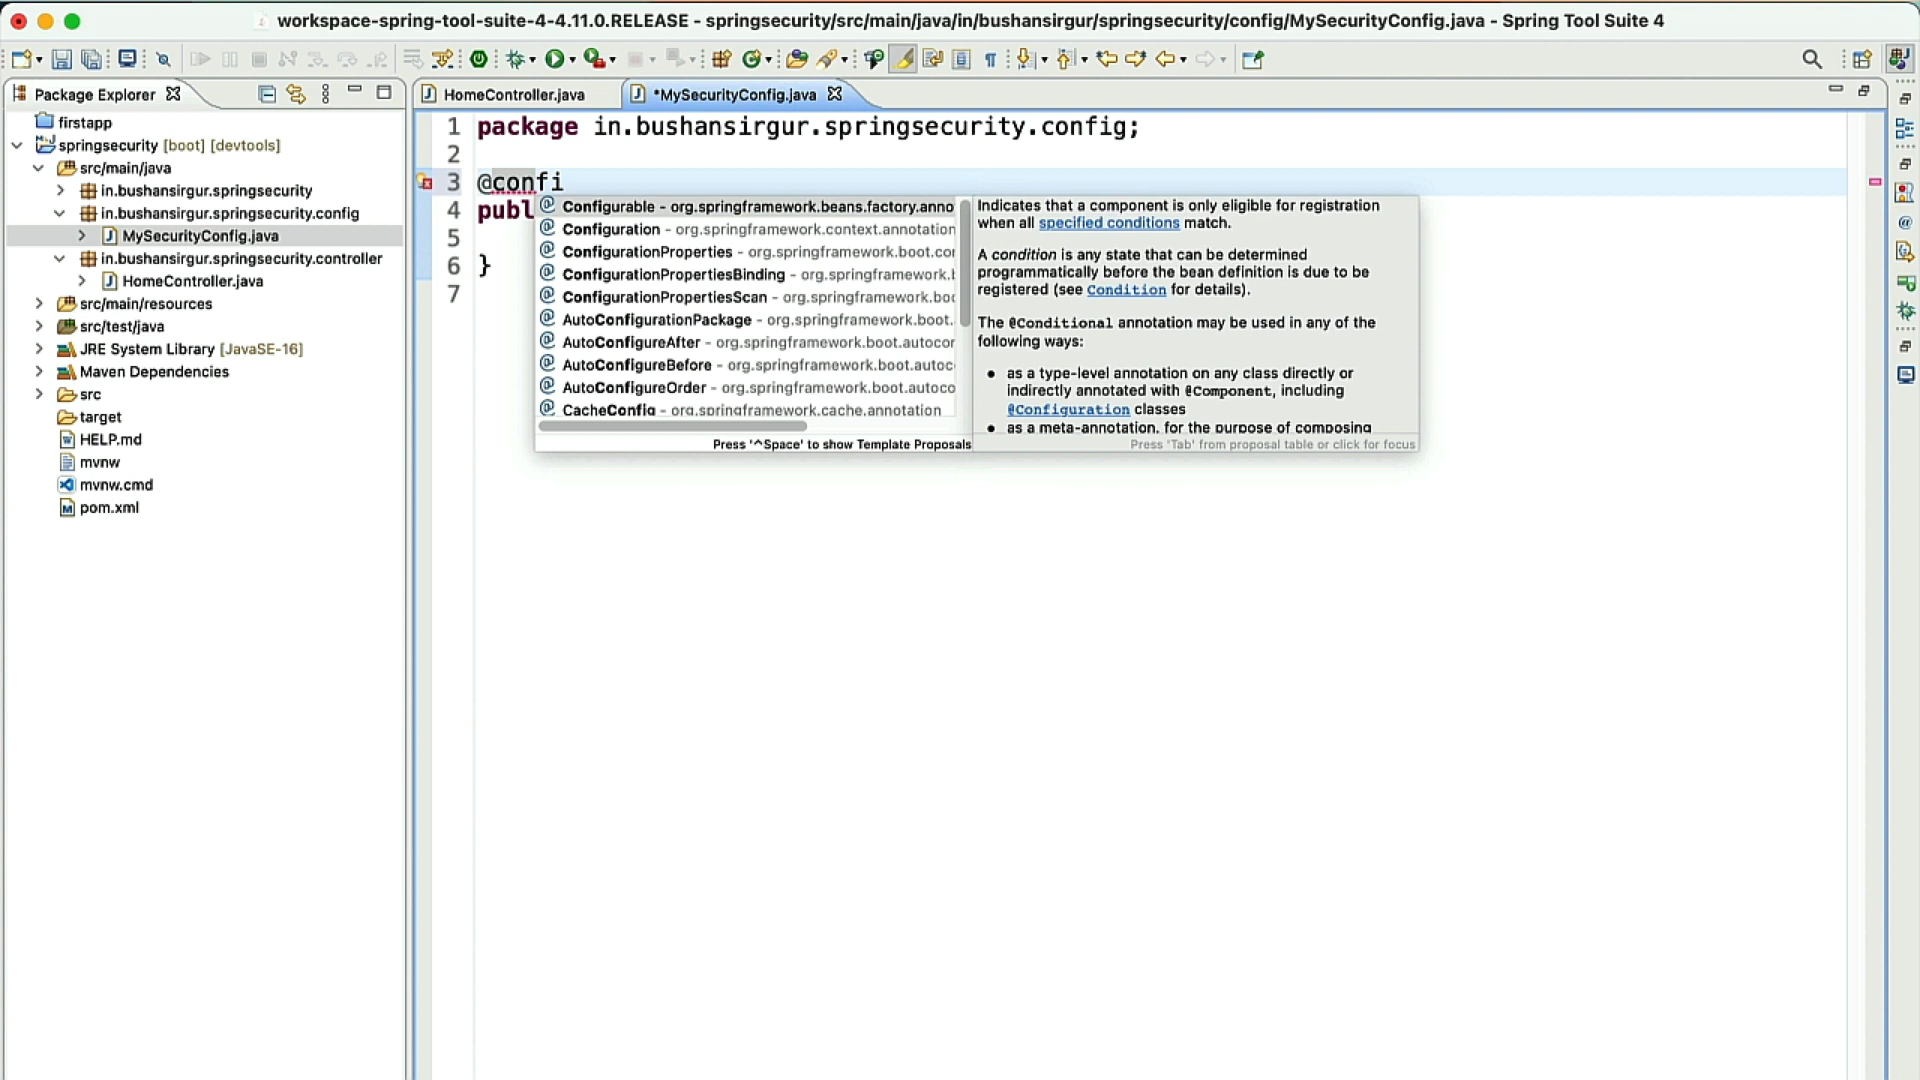 workspace-spring-tool-suite-4-4.11.0.RELEASE - springsecurity/src/main/java/in/bushansirgur/springsecurity/config/MySecurityConfig.java - Spring Tool Suite 4
Package Explorer
firstapp
springsecurity [boot] [devtools]
src/main/java
in.bushansirgur.springsecurity
in.bushansirgur.springsecurity.config
MySecurityConfig.java
in.bushansirgur.springsecurity.controller
HomeController.java
src/main/resources
src/test/java
JRE System Library [JavaSE-16]
Maven Dependencies
src
target
HELP.md
mvnw
mvnw.cmd
pom.xml
HomeController.java
*MySecurityConfig.java
1 package in.bushansirgur.springsecurity.config;
2
3 @confi
4 publ
5
6 }
7
Configurable - org.springframework.beans.factory.anno
Configuration - org.springframework.context.annotation
ConfigurationProperties - org.springframework.boot.cor
ConfigurationPropertiesBinding - org.springframework.b
ConfigurationPropertiesScan - org.springframework.boo
AutoConfigurationPackage - org.springframework.boot.
AutoConfigureAfter - org.springframework.boot.autocor
AutoConfigureBefore - org.springframework.boot.autoc
AutoConfigureOrder - org.springframework.boot.autoco
CacheConfig - org.springframework.cache.annotation
Press '^Space' to show Template Proposals
Indicates that a component is only eligible for registration
when all specified conditions match.
A condition is any state that can be determined
programmatically before the bean definition is due to be
registered (see Condition for details).
The @Conditional annotation may be used in any of the
following ways:
● as a type-level annotation on any class directly or
indirectly annotated with @Component, including
@Configuration classes
● as a meta-annotation, for the purpose of composing
Press 'Tab' from proposal table or click for focus